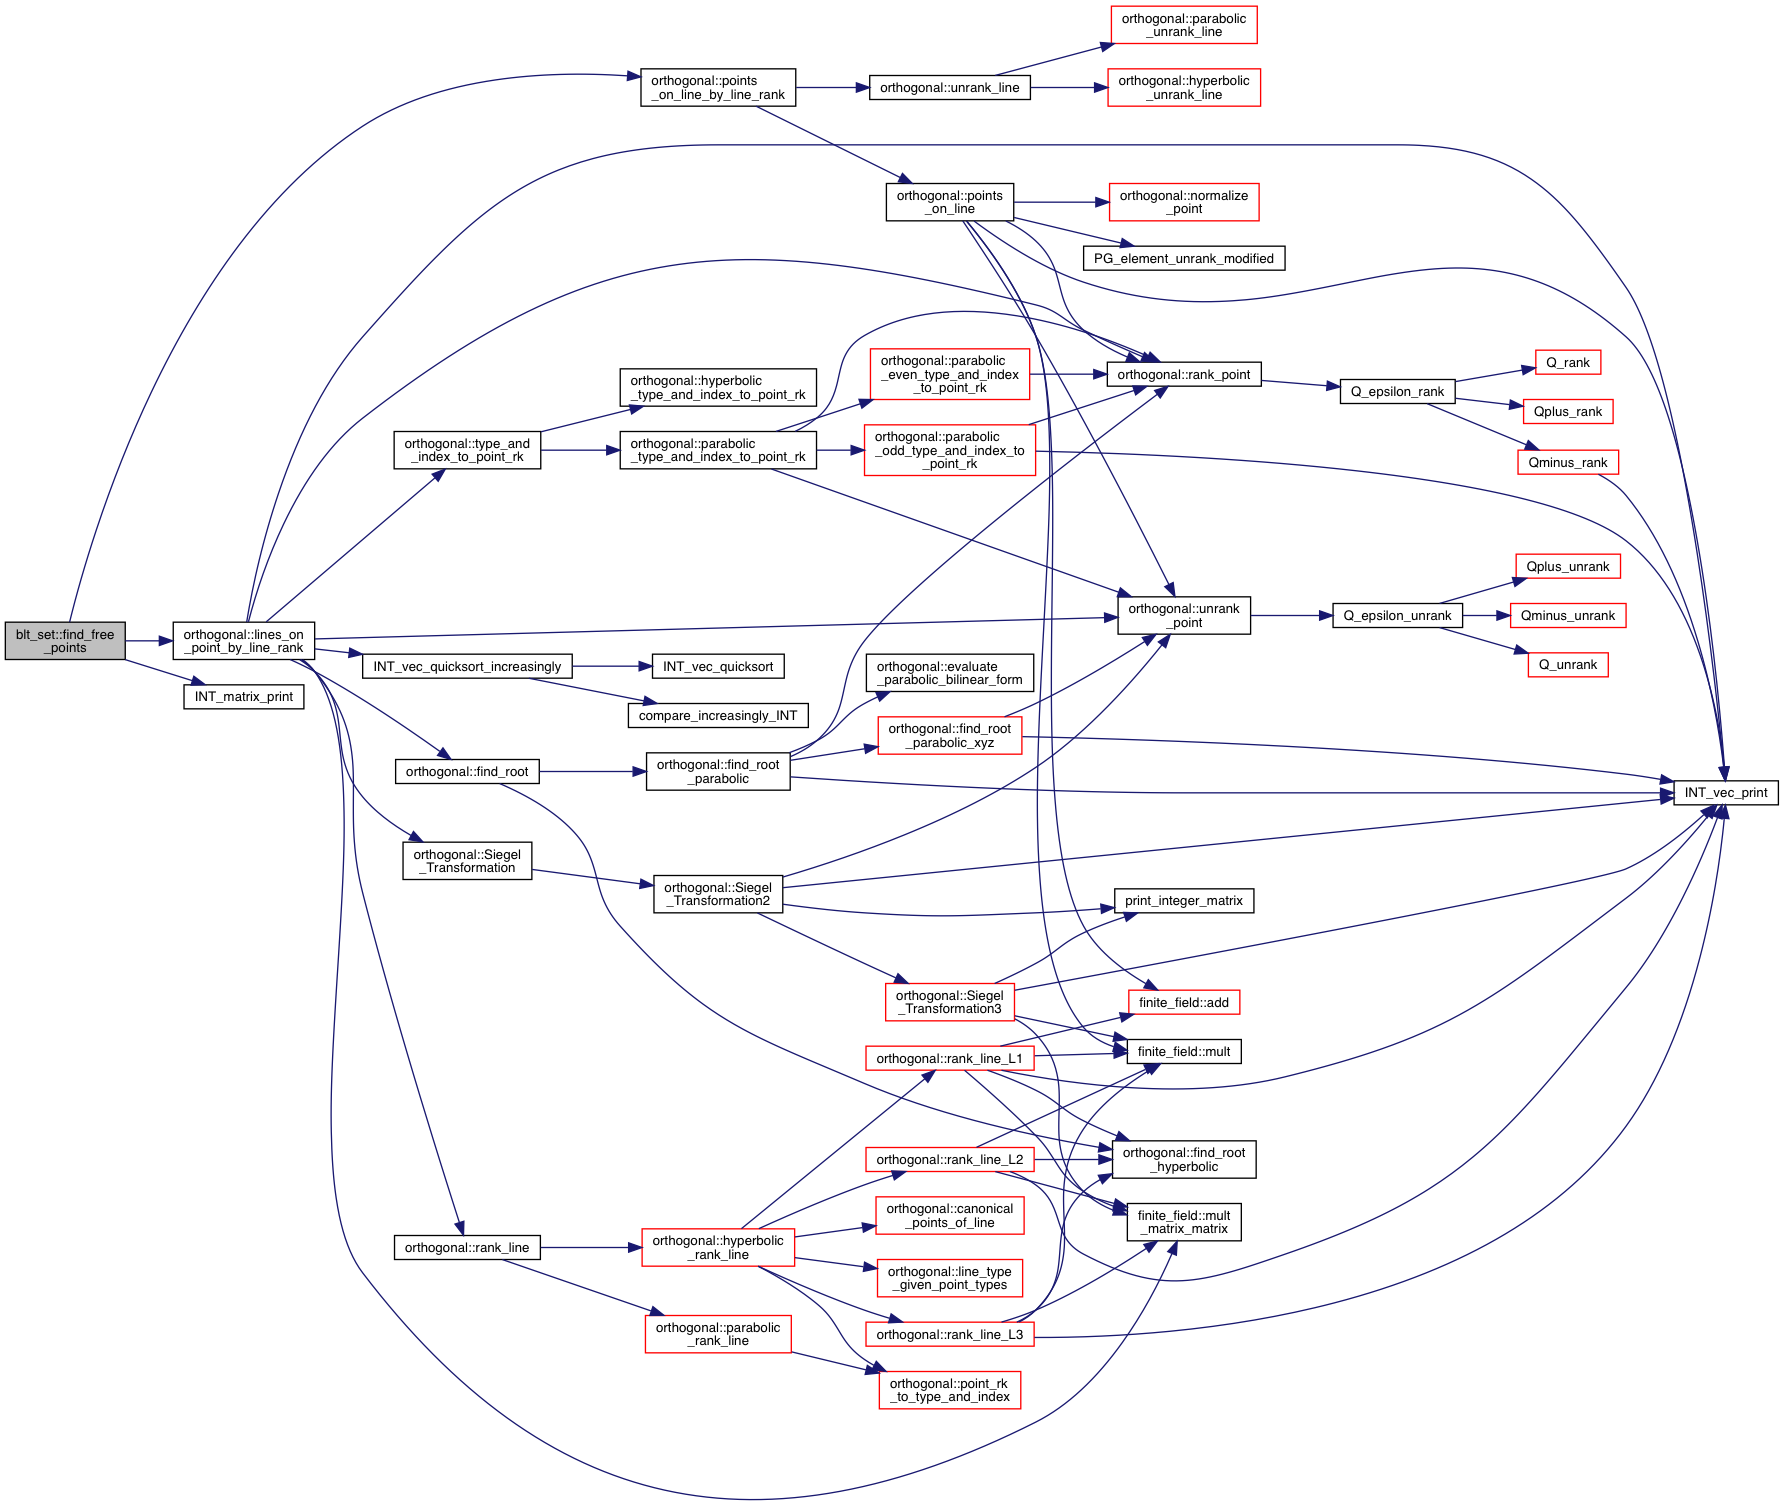 orthogonal::parabolic
_unrank_line
orthogonal::points
_on_line_by_line_rank
orthogonal::unrank_line
orthogonal::hyperbolic
_unrank_line
orthogonal::points
_on_line
orthogonal::normalize
_point
PG_element_unrank_modified
orthogonal::hyperbolic
_type_and_index_to_point_rk
orthogonal::parabolic
_even_type_and_index
_to_point_rk
orthogonal::rank_point
Q_epsilon_rank
Q_rank
Qplus_rank
Qminus_rank
orthogonal::type_and
_index_to_point_rk
orthogonal::parabolic
_type_and_index_to_point_rk
orthogonal::parabolic
_odd_type_and_index_to
_point_rk
Qplus_unrank
orthogonal::unrank
_point
Q_epsilon_unrank
Qminus_unrank
Q_unrank
blt_set::find_free
_points
orthogonal::lines_on
_point_by_line_rank
INT_matrix_print
INT_vec_quicksort_increasingly
INT_vec_quicksort
compare_increasingly_INT
orthogonal::evaluate
_parabolic_bilinear_form
orthogonal::find_root
_parabolic_xyz
orthogonal::find_root
orthogonal::find_root
_parabolic
INT_vec_print
orthogonal::Siegel
_Transformation
orthogonal::Siegel
_Transformation2
print_integer_matrix
orthogonal::Siegel
_Transformation3
finite_field::add
orthogonal::rank_line_L1
finite_field::mult
orthogonal::rank_line_L2
orthogonal::find_root
_hyperbolic
orthogonal::canonical
_points_of_line
finite_field::mult
_matrix_matrix
orthogonal::rank_line
orthogonal::hyperbolic
_rank_line
orthogonal::line_type
_given_point_types
orthogonal::parabolic
_rank_line
orthogonal::rank_line_L3
orthogonal::point_rk
_to_type_and_index